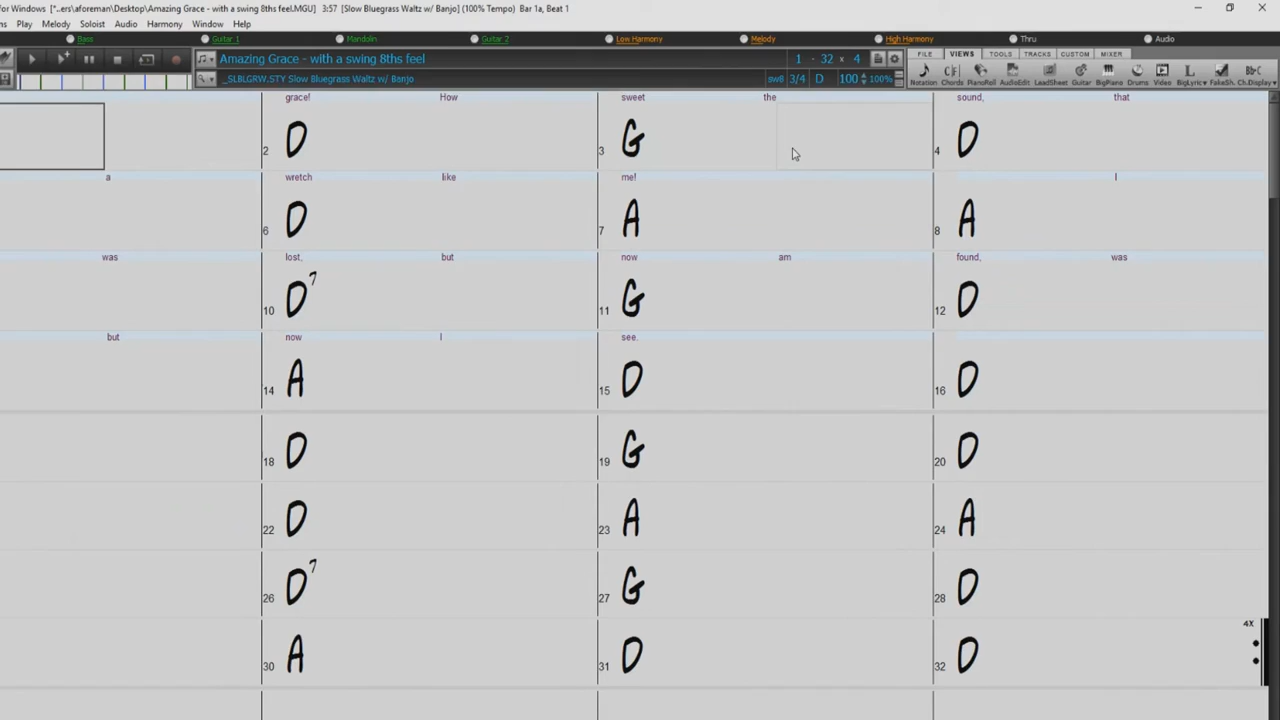 for Windows [*..ers\aforeman\Desktop\Amazing Grace - with a swing 8ths feel.MGU] 3:57 [Slow Bluegrass Waltz w/ Banjo] (100% Tempo) Bar 1a, Beat 1
ns Play Melody Soloist Audio Harmony Window Help
Bass Guitar 1 Mandolin Guitar 2 Low Harmony Melody High Harmony Thru Audio
Amazing Grace - with a swing 8ths feel 1 - 32 x 4
FILE VIEWS TOOLS TRACKS CUSTOM MIXER
_SLBLGRW.STY Slow Bluegrass Waltz w/ Banjo sw8 3/4 D 100 100%
Notation Chords PianoRoll AudioEdit LeadSheet Guitar BigPiano Drums Video BigLyric FakeSh. Ch.Display
grace! How sweet the sound, that
2 D 3 G 4 D
a wretch like me! I
6 D 7 A 8 A
was lost, but now am found, was
10 D7 11 G 12 D
but now I see.
14 A 15 D 16 D
18 D 19 G 20 D
22 D 23 A 24 A
26 D7 27 G 28 D
4X
30 A 31 D 32 D